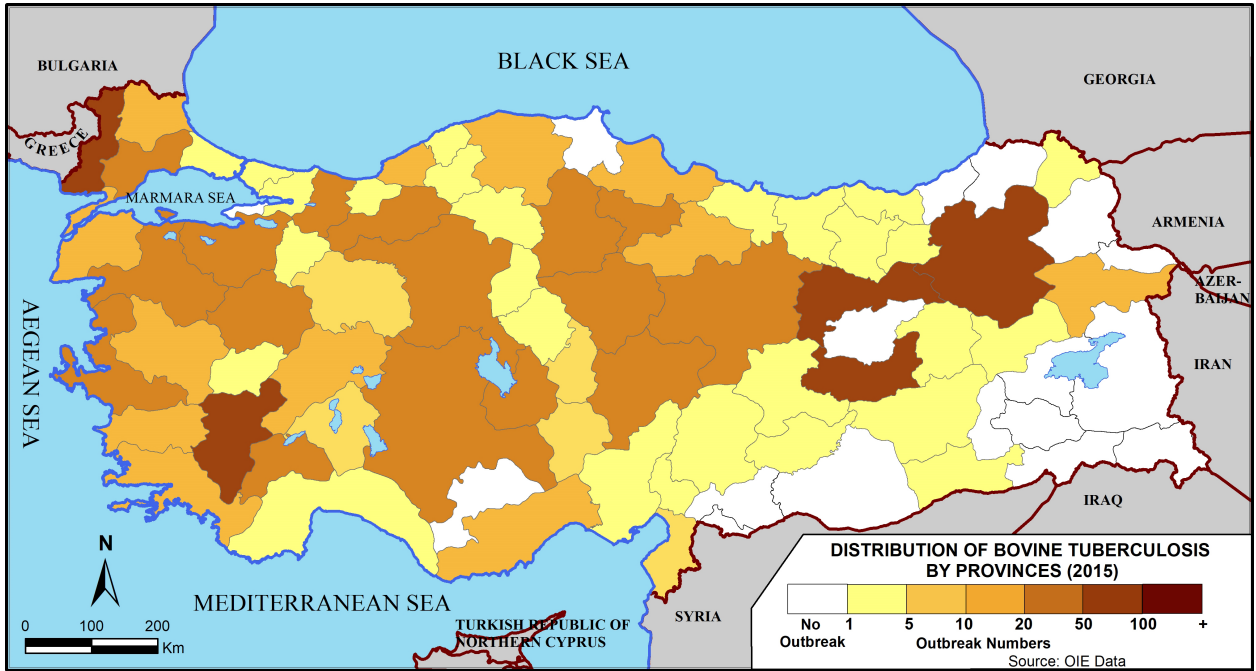 BULGARIA
BLACK SEA
GEORGIA
GREECE
MARMARA SEA
ARMENIA
AZER-
BAIJAN
AEGEAN SEA
IRAN
IRAQ
N
MEDITERRANEAN SEA
SYRIA
TURKISH REPUBLIC OF
NORTHERN CYPRUS
0 100 200
Km
DISTRIBUTION OF BOVINE TUBERCULOSIS
BY PROVINCES (2015)
No 1 5 10 20 50 100 +
Outbreak Outbreak Numbers
Source: OIE Data